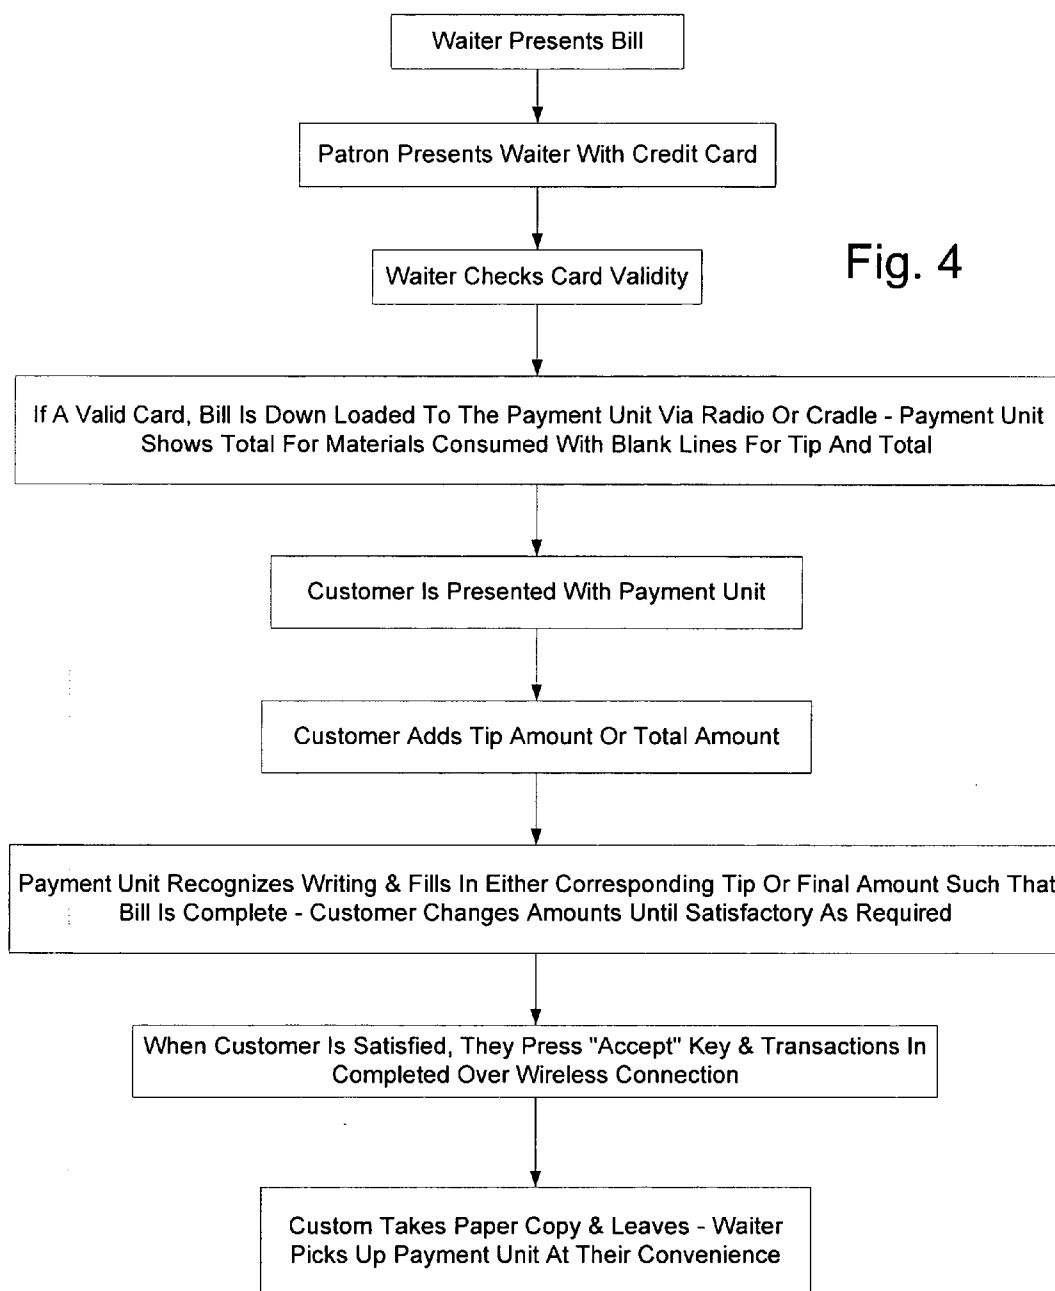 Waiter Presents Bill
Patron Presents Waiter With Credit Card
Waiter Checks Card Validity
Fig. 4
If A Valid Card, Bill Is Down Loaded To The Payment Unit Via Radio Or Cradle - Payment Unit
Shows Total For Materials Consumed With Blank Lines For Tip And Total
Customer Is Presented With Payment Unit
Customer Adds Tip Amount Or Total Amount
Payment Unit Recognizes Writing & Fills In Either Corresponding Tip Or Final Amount Such That
Bill Is Complete - Customer Changes Amounts Until Satisfactory As Required
When Customer Is Satisfied, They Press "Accept" Key & Transactions In
Completed Over Wireless Connection
Custom Takes Paper Copy & Leaves - Waiter
Picks Up Payment Unit At Their Convenience